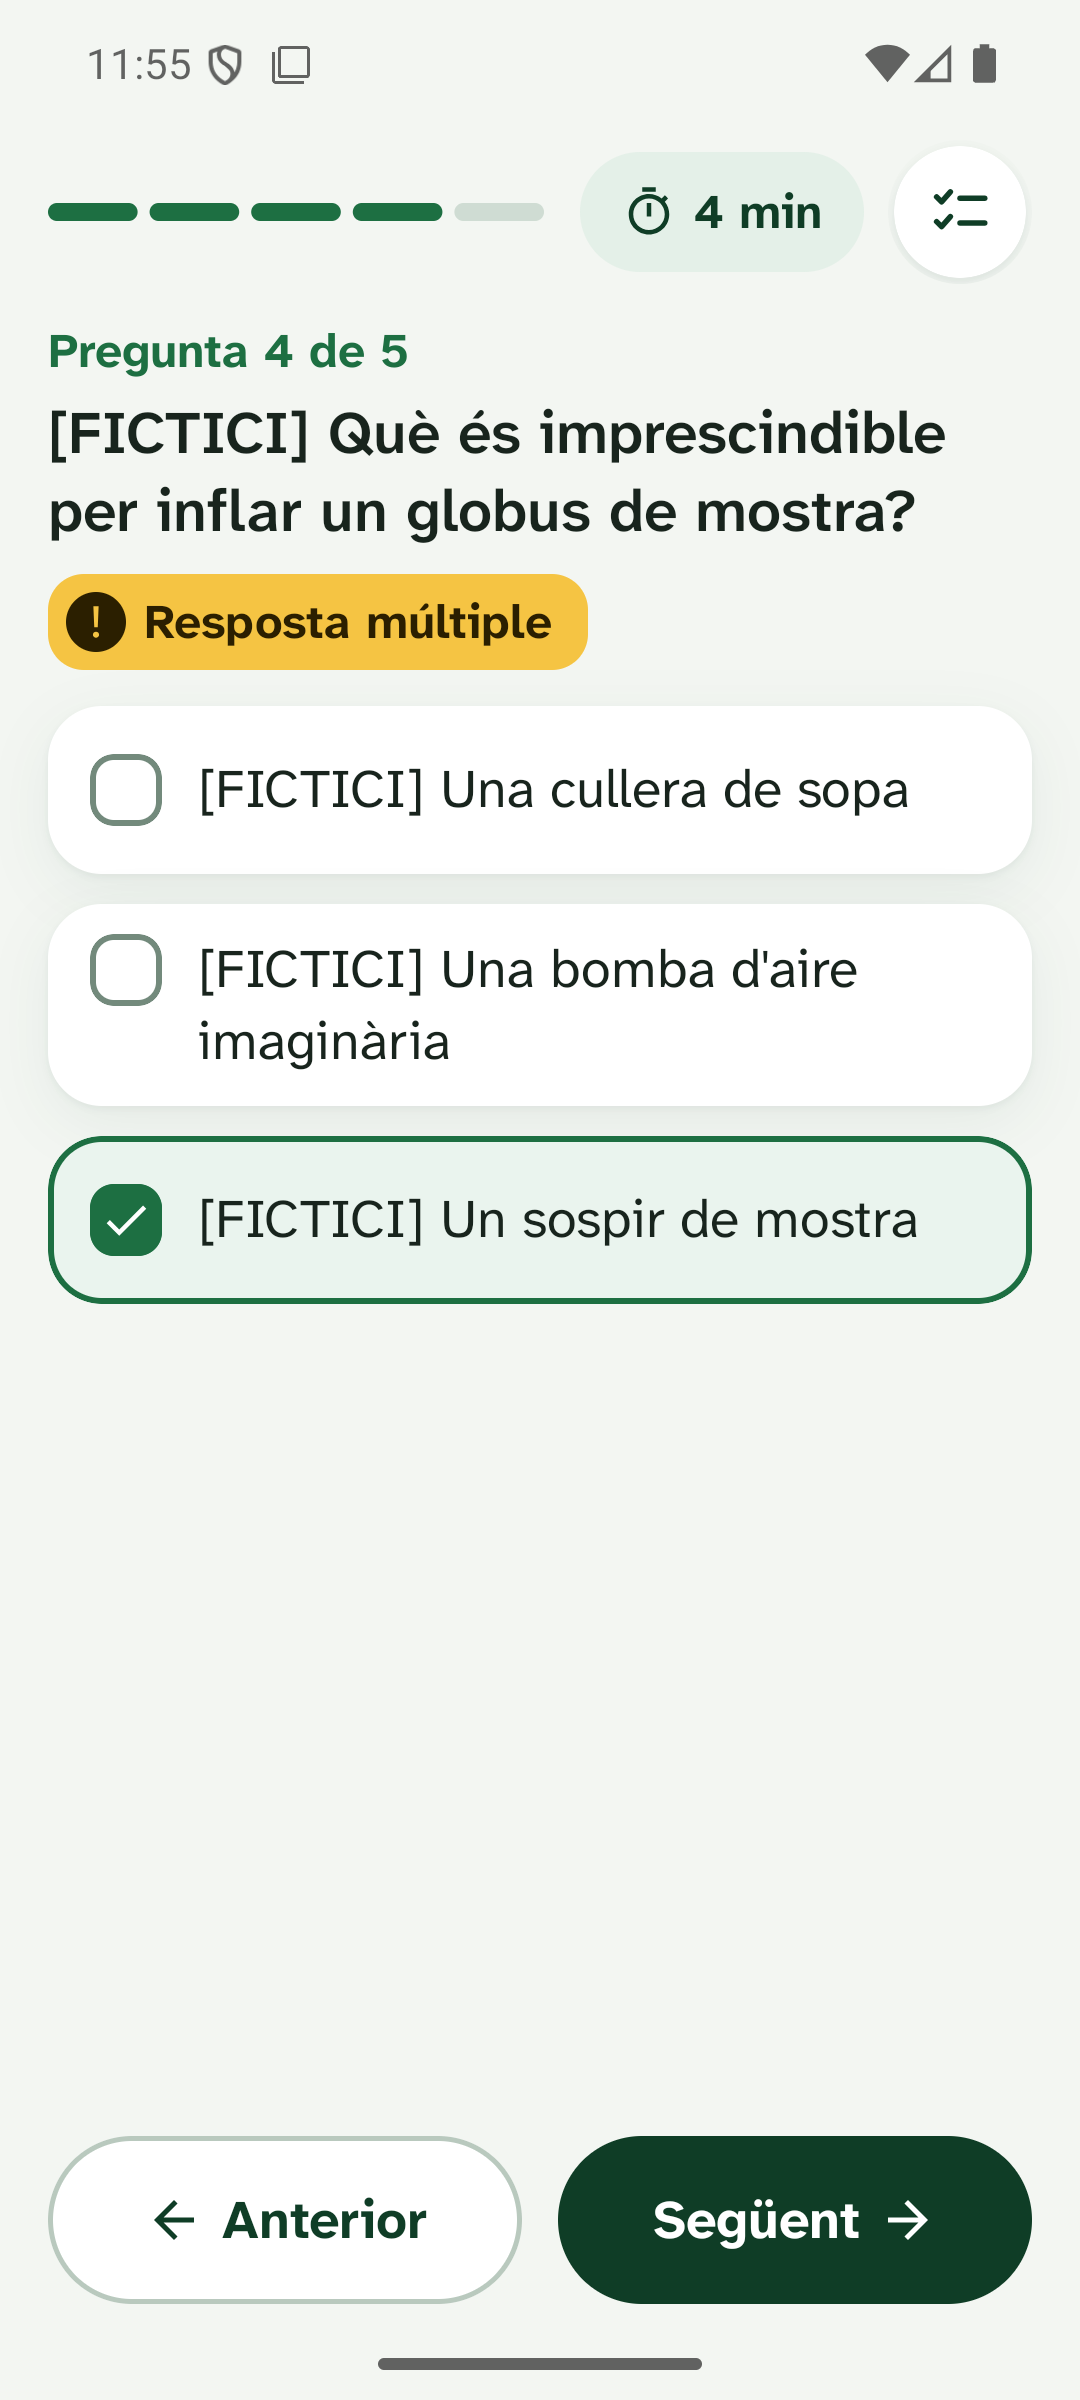 11:55
4 min
Pregunta 4 de 5
[FICTICI] Què és imprescindible
per inflar un globus de mostra?
! Resposta múltiple
[FICTICI] Una cullera de sopa
[FICTICI] Una bomba d'aire
imaginària
[FICTICI] Un sospir de mostra
Anterior
Següent